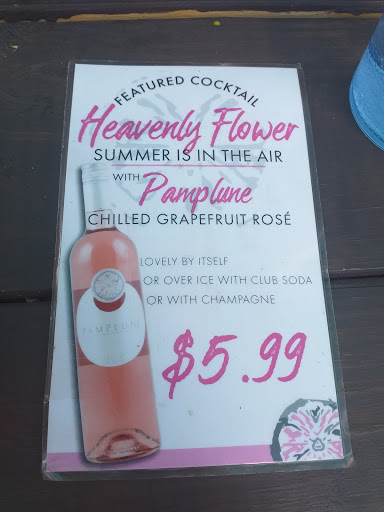 FEATURED COCKTAIL
Heavenly Flower
SUMMER IS IN THE AIR
WITH Pamplune
CHILLED GRAPEFRUIT ROSÉ
LOVELY BY ITSELF
OR OVER ICE WITH CLUB SODA
OR WITH CHAMPAGNE
PAMPLUNE
$5.99